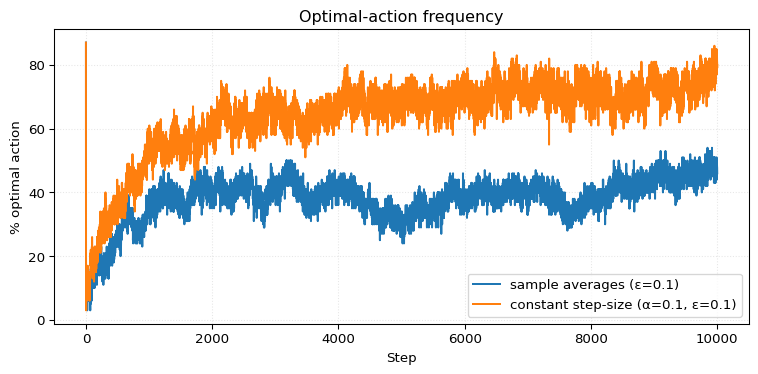 Optimal-action frequency
% optimal action
80
60
40
20
0
0 2000 4000 6000 8000 10000
Step
sample averages (ε=0.1)
constant step-size (α=0.1, ε=0.1)